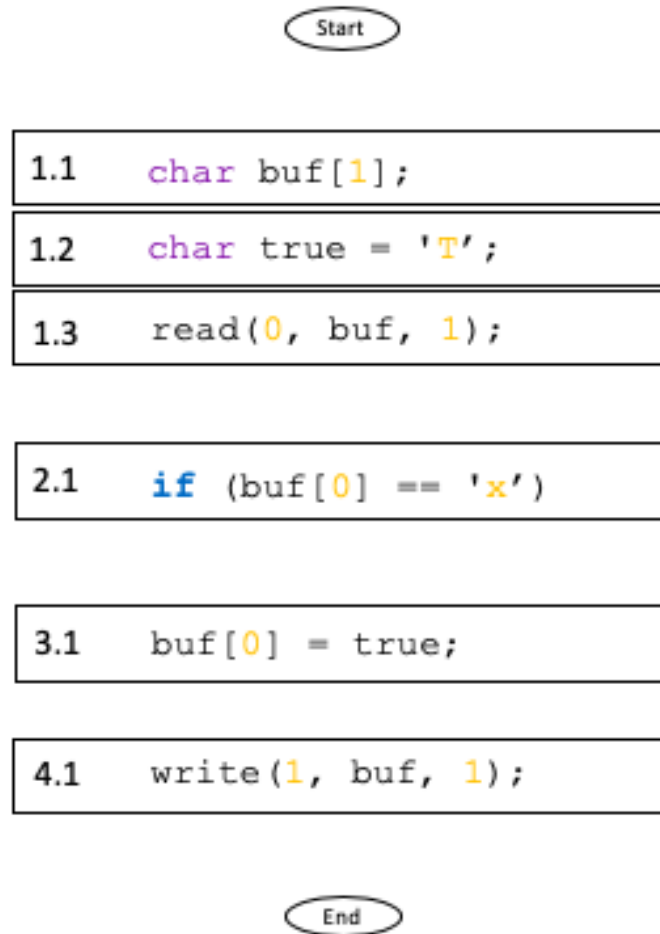 Start
1.1 char buf[1];
1.2 char true = 'T’;
1.3 read(0, buf, 1);
2.1 if (buf[0] == 'x’)
3.1 buf[0] = true;
4.1 write(1, buf, 1);
End